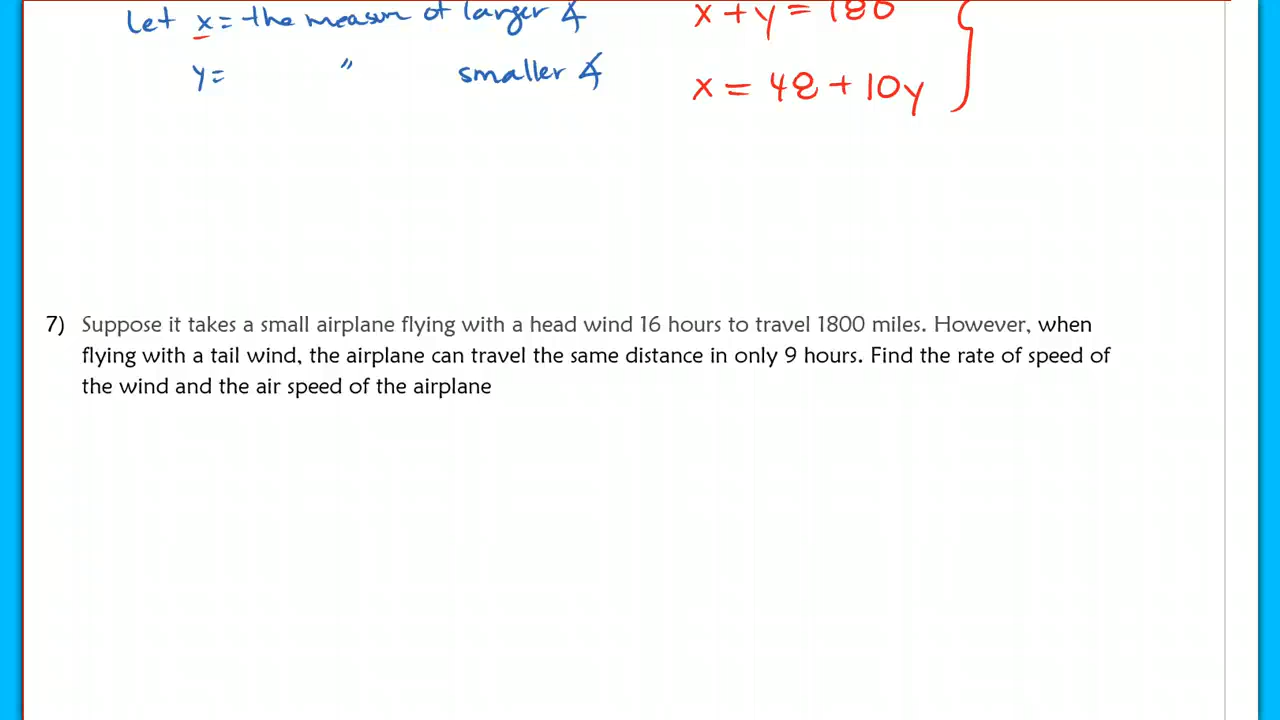 Let x = the measure of larger ∡ x + y = 180
y = " smaller ∡ x = 48 + 10y
7) Suppose it takes a small airplane flying with a head wind 16 hours to travel 1800 miles. However, when
flying with a tail wind, the airplane can travel the same distance in only 9 hours. Find the rate of speed of
the wind and the air speed of the airplane